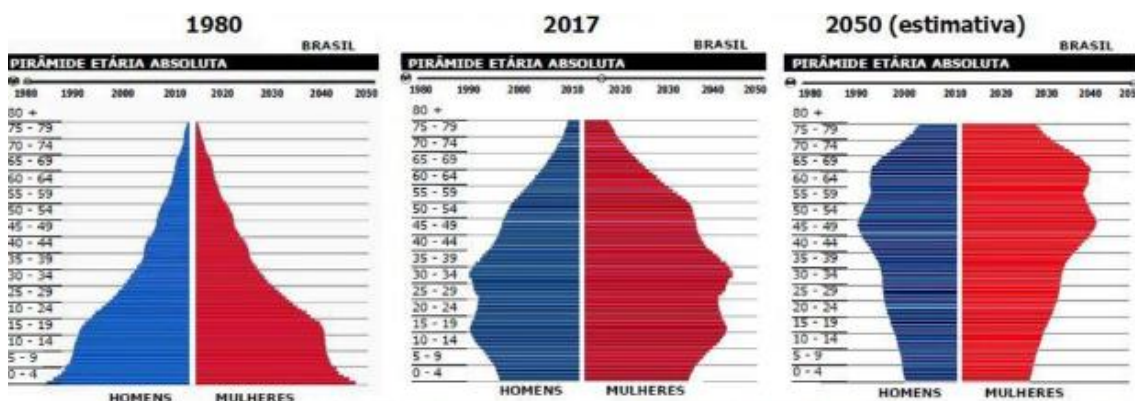 1980
BRASIL
PIRÂMIDE ETÁRIA ABSOLUTA
1980 1990 2000 2010 2020 2030 2040 2050
80 +
75 - 79
70 - 74
65 - 69
60 - 64
55 - 59
50 - 54
45 - 49
40 - 44
35 - 39
30 - 34
25 - 29
20 - 24
15 - 19
10 - 14
5 - 9
0 - 4
HOMENS MULHERES
2017
BRASIL
PIRÂMIDE ETÁRIA ABSOLUTA
1980 1990 2000 2010 2020 2030 2040 2050
80 +
75 - 79
70 - 74
65 - 69
60 - 64
55 - 59
50 - 54
45 - 49
40 - 44
35 - 39
30 - 34
25 - 29
20 - 24
15 - 19
10 - 14
5 - 9
0 - 4
HOMENS MULHERES
2050 (estimativa)
BRASIL
PIRÂMIDE ETÁRIA ABSOLUTA
1980 1990 2000 2010 2020 2030 2040 205
80 +
75 - 79
70 - 74
65 - 69
60 - 64
55 - 59
50 - 54
45 - 49
40 - 44
35 - 39
30 - 34
25 - 29
20 - 24
15 - 19
10 - 14
5 - 9
0 - 4
HOMENS MULHERES